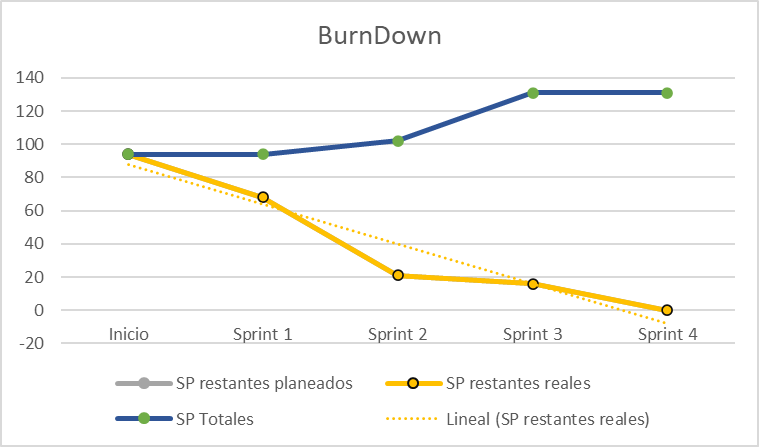 BurnDown
140
120
100
80
60
40
20
0
-20
Inicio Sprint 1 Sprint 2 Sprint 3 Sprint 4
SP restantes planeados SP restantes reales
SP Totales Lineal (SP restantes reales)